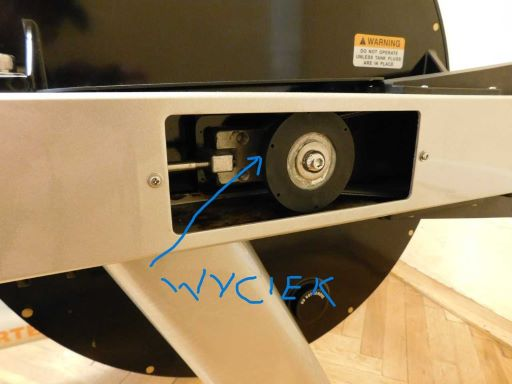 WARNING
DO NOT OPERATE
UNLESS TANK PLUGS
ARE IN PLACE
WYCIEK